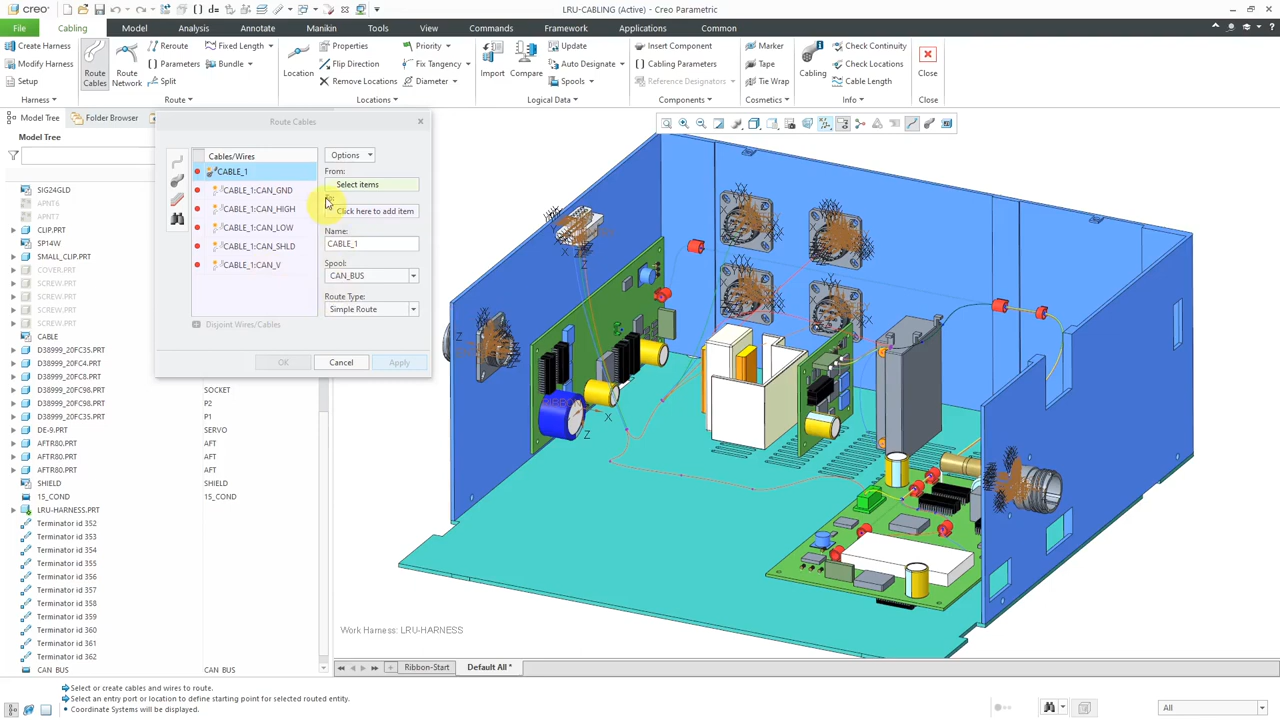 creo
LRU-CABLING (Active) - Creo Parametric
File Cabling Model Analysis Annotate Manikin Tools View Commands Framework Applications Common
Create Harness
Modify Harness
Setup
Harness
Route Cables
Route Network
Reroute
Parameters
Split
Fixed Length
Bundle
Route
Location
Properties
Flip Direction
Remove Locations
Priority
Fix Tangency
Diameter
Locations
Import
Compare
Update
Auto Designate
Spools
Logical Data
Insert Component
Cabling Parameters
Reference Designators
Components
Marker
Tape
Tie Wrap
Cosmetics
Cabling
Check Continuity
Check Locations
Cable Length
Info
Close
Close
Model Tree Folder Browser
Model Tree
SIG24GLD
APNT6
APNT7
CLIP.PRT
SP14W
SMALL_CLIP.PRT
COVER.PRT
SCREW.PRT
SCREW.PRT
SCREW.PRT
SCREW.PRT
CABLE
D38999_20FC35.PRT
D38999_20FC35.PRT
D38999_20FC98.PRT
D38999_20FC98.PRT SOCKET
D38999_20FC98.PRT P2
D38999_20FC35.PRT P1
DE-9.PRT SERVO
AFTR80.PRT AFT
AFTR80.PRT AFT
AFTR80.PRT AFT
SHIELD SHIELD
15_COND 15_COND
LRU-HARNESS.PRT
Terminator id 352
Terminator id 353
Terminator id 354
Terminator id 355
Terminator id 356
Terminator id 357
Terminator id 358
Terminator id 359
Terminator id 360
Terminator id 361
Terminator id 362
CAN_BUS CAN_BUS
Route Cables
Cables/Wires
CABLE_1
CABLE_1:CAN_GND
CABLE_1:CAN_HIGH
CABLE_1:CAN_LOW
CABLE_1:CAN_SHLD
CABLE_1:CAN_V
Disjoint Wires/Cables
Options
From:
Select items
Click here to add item
Name:
CABLE_1
Spool:
CAN_BUS
Route Type:
Simple Route
OK Cancel Apply
X
Z
Z
X
Z
Work Harness: LRU-HARNESS
Ribbon-Start Default All *
Select or create cables and wires to route.
Select an entry port or location to define starting point for selected routed entity.
Coordinate Systems will be displayed.
All